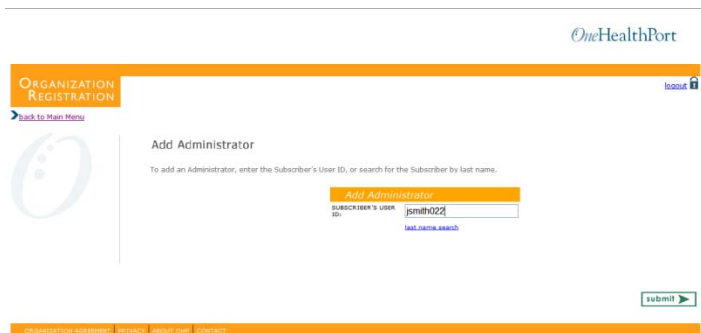 OneHealthPort
ORGANIZATION
REGISTRATION
logout
back to Main Menu
Add Administrator
To add an Administrator, enter the Subscriber's User ID, or search for the Subscriber by last name.
Add Administrator
SUBSCRIBER'S USER
ID:
jsmith022
last name search
submit
ORGANIZATION AGREEMENT | PRIVACY | ABOUT OHP | CONTACT